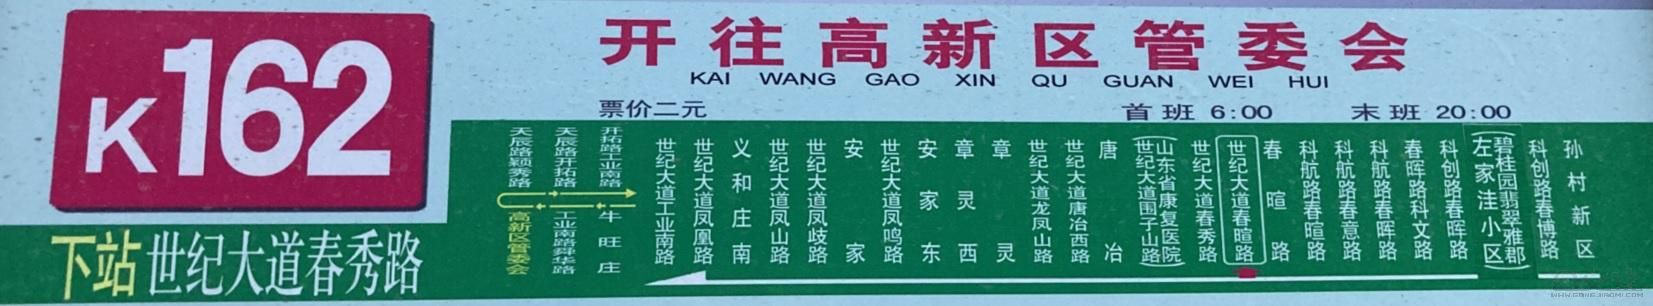 K162
开往高新区管委会
KAI WANG GAO XIN QU GUAN WEI HUI
票价二元
首班 6:00 末班 20:00
下站 世纪大道春秀路
天辰路颖秀路
天辰路开拓路
开拓路工业南路
高新区管委会
工业南路舜华路
牛旺庄
世纪大道工业南路
世纪大道凤凰路
义和庄南
世纪大道凤山路
世纪大道凤歧路
安家
世纪大道凤鸣路
安家东
章灵西
章灵
世纪大道龙凤山路
世纪大道唐冶西路
唐冶
世纪大道围子山路
(山东省康复医院)
世纪大道春秀路
世纪大道春暄路
春暄路
科航路春暄路
科航路春意路
科航路春晖路
春晖路科文路
科创路春晖路
左家洼小区
(碧桂园翡翠雅郡)
科创路春博路
孙村新区
WWW.GONGJIAOMI.COM